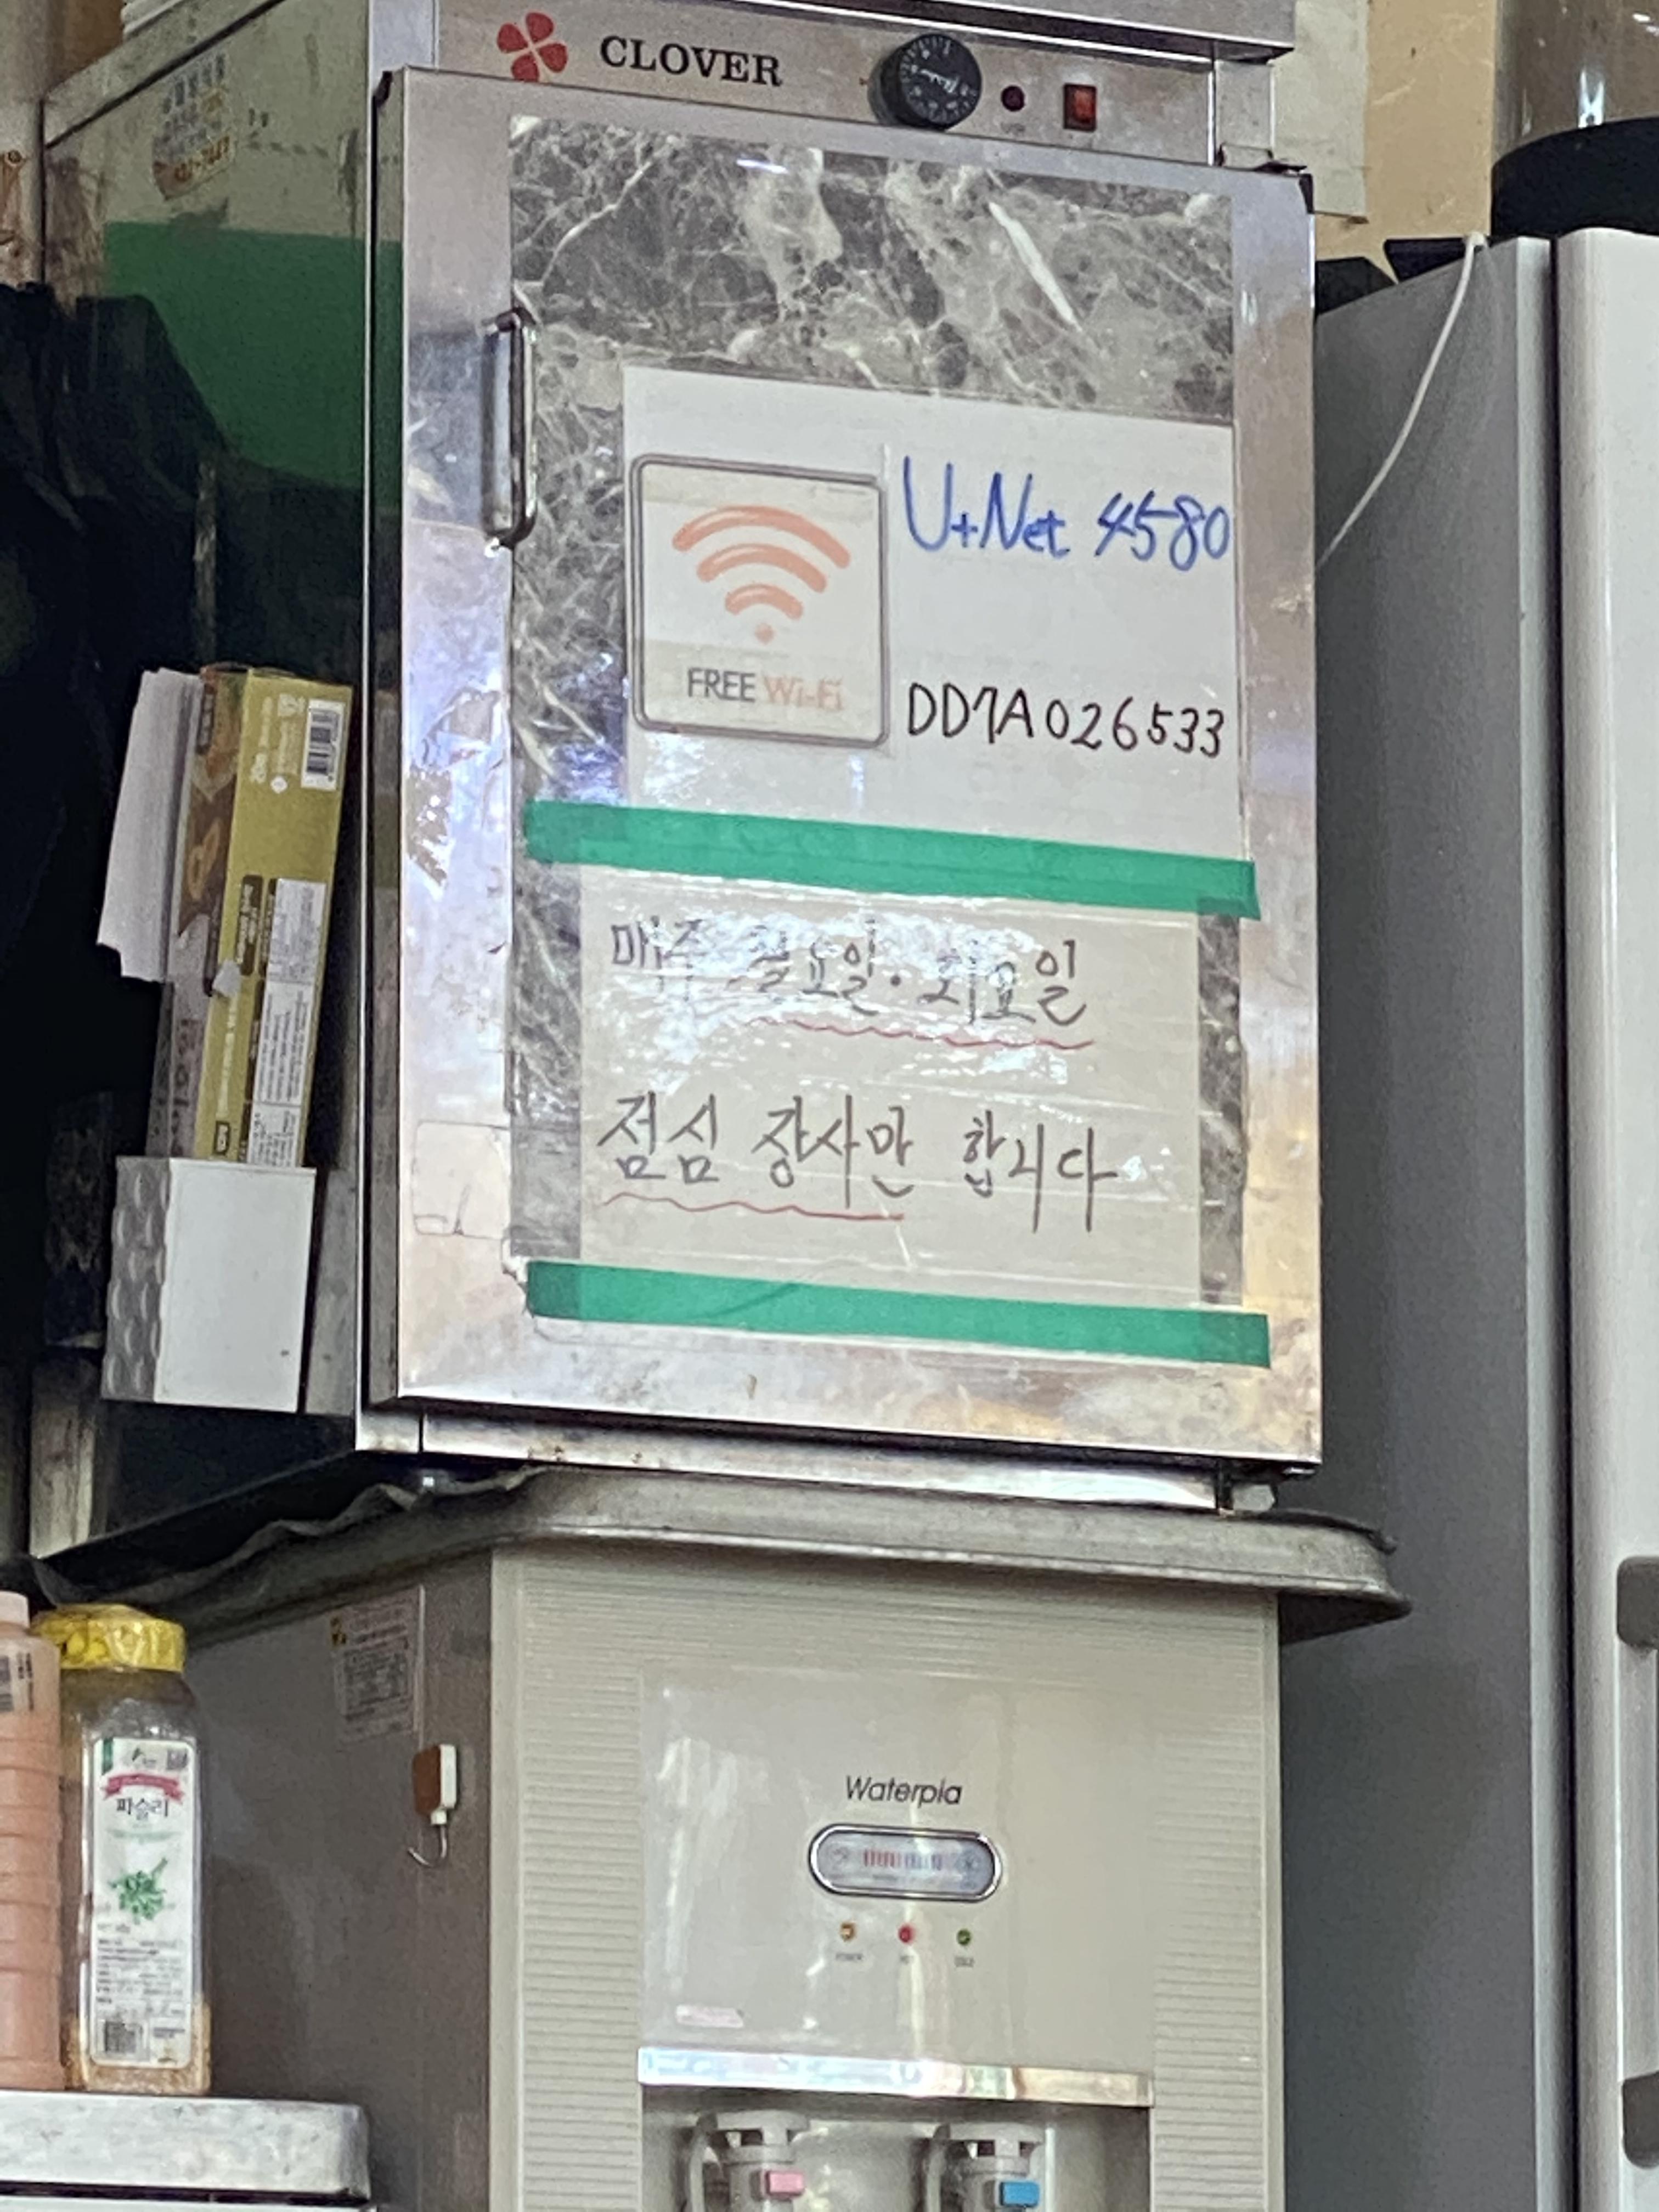 CLOVER
U+Net 4580
FREE Wi-Fi
DD7A026533
매주 월요일. 화요일
점심 장사만 합니다
Waterpia
파슬리